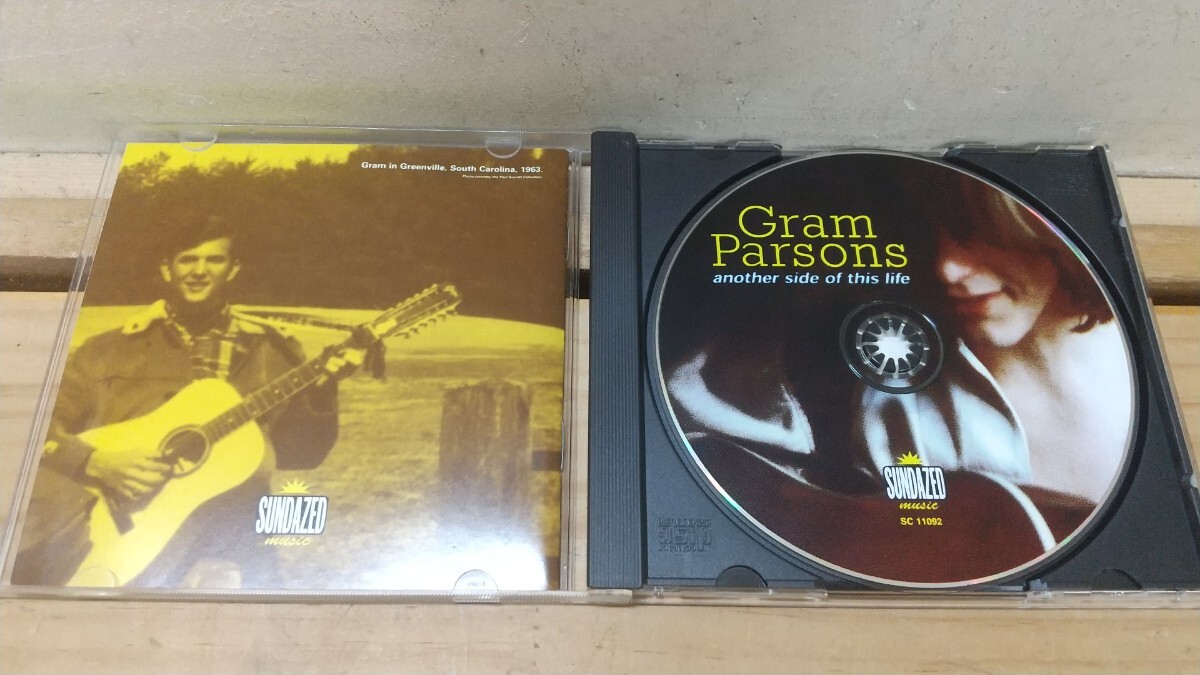 Gram in Greenville, South Carolina, 1963.
SUNDAZED
music
Gram
Parsons
another side of this life
SUNDAZED
music
SC 11092